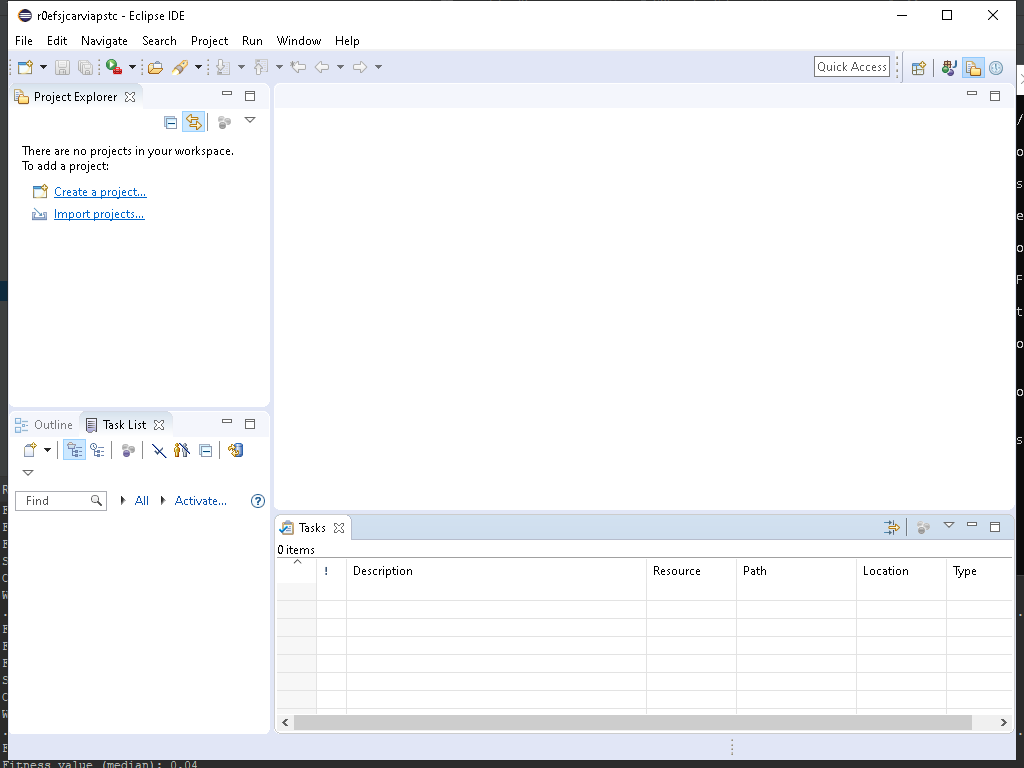 r0efsjcarviapstc - Eclipse IDE
File Edit Navigate Search Project Run Window Help
Quick Access
Project Explorer
There are no projects in your workspace.
To add a project:
Create a project...
Import projects...
Outline Task List
Find All Activate...
Tasks
0 items
! Description Resource Path Location Type
Fitness value (median): 0.04